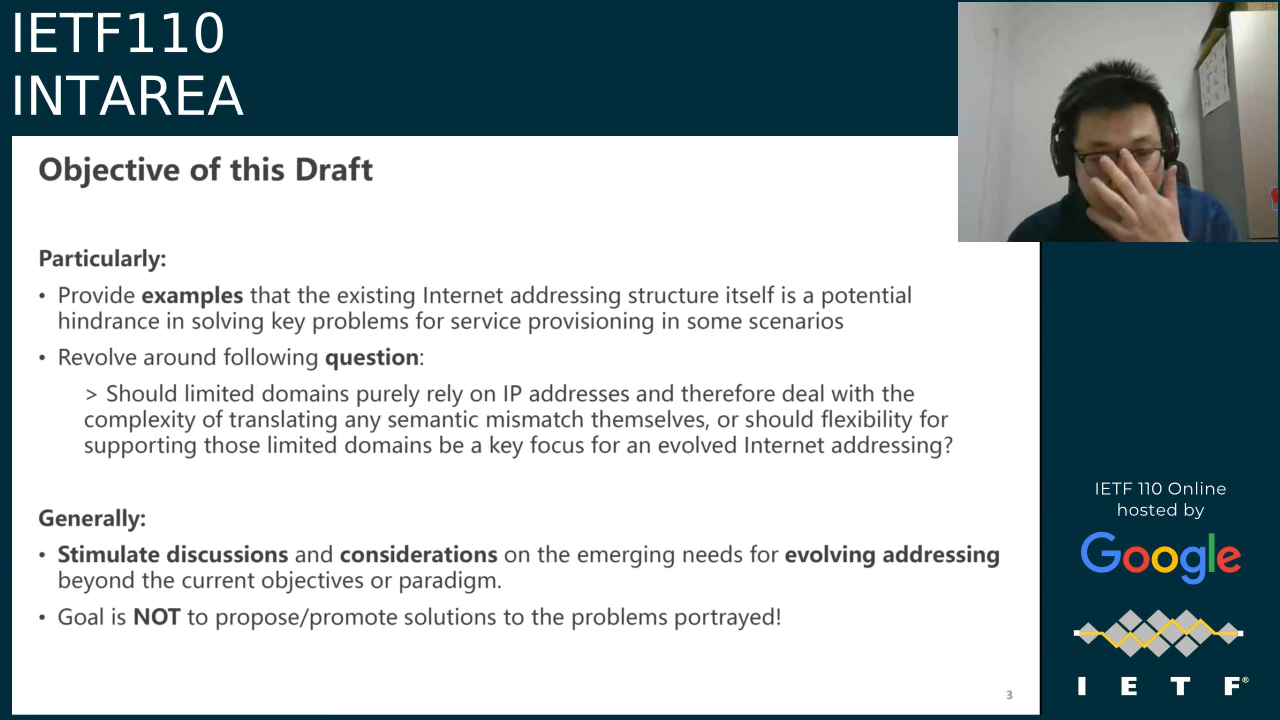 IETF110
INTAREA
Objective of this Draft
Particularly:
• Provide examples that the existing Internet addressing structure itself is a potential
hindrance in solving key problems for service provisioning in some scenarios
• Revolve around following question:
> Should limited domains purely rely on IP addresses and therefore deal with the
complexity of translating any semantic mismatch themselves, or should flexibility for
supporting those limited domains be a key focus for an evolved Internet addressing?
Generally:
• Stimulate discussions and considerations on the emerging needs for evolving addressing
beyond the current objectives or paradigm.
• Goal is NOT to propose/promote solutions to the problems portrayed!
3
IETF 110 Online
hosted by
Google
I E T F®